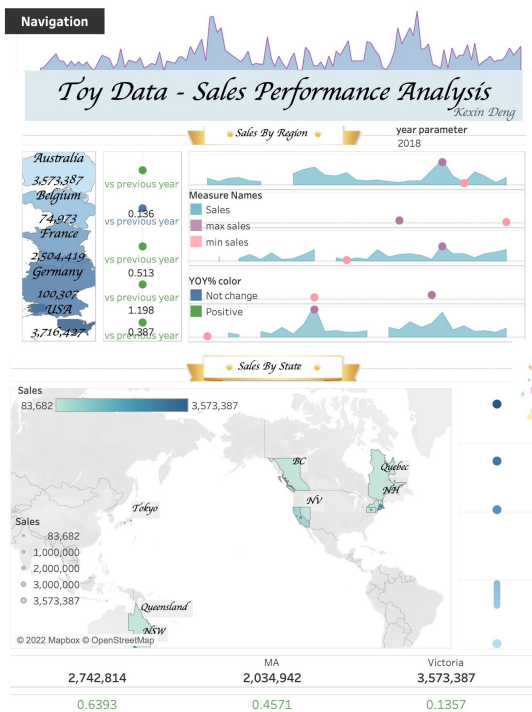 Navigation
Toy Data - Sales Performance Analysis
Kexin Deng
Sales By Region
year parameter
2018
Australia
3,573,387
vs previous year
Belgium
74,973
0.136
vs previous year
France
2,504,419
vs previous year
Germany
100,307
0.513
vs previous year
USA
3,716,427
1.198
0.387
vs previous year
Measure Names
Sales
max sales
min sales
YOY% color
Not change
Positive
Sales By State
Sales
83,682
3,573,387
BC
Quebec
NH
NV
Tokyo
Sales
83,682
1,000,000
2,000,000
3,000,000
3,573,387
Queensland
NSW
© 2022 Mapbox © OpenStreetMap
MA
Victoria
2,742,814
2,034,942
3,573,387
0.6393
0.4571
0.1357